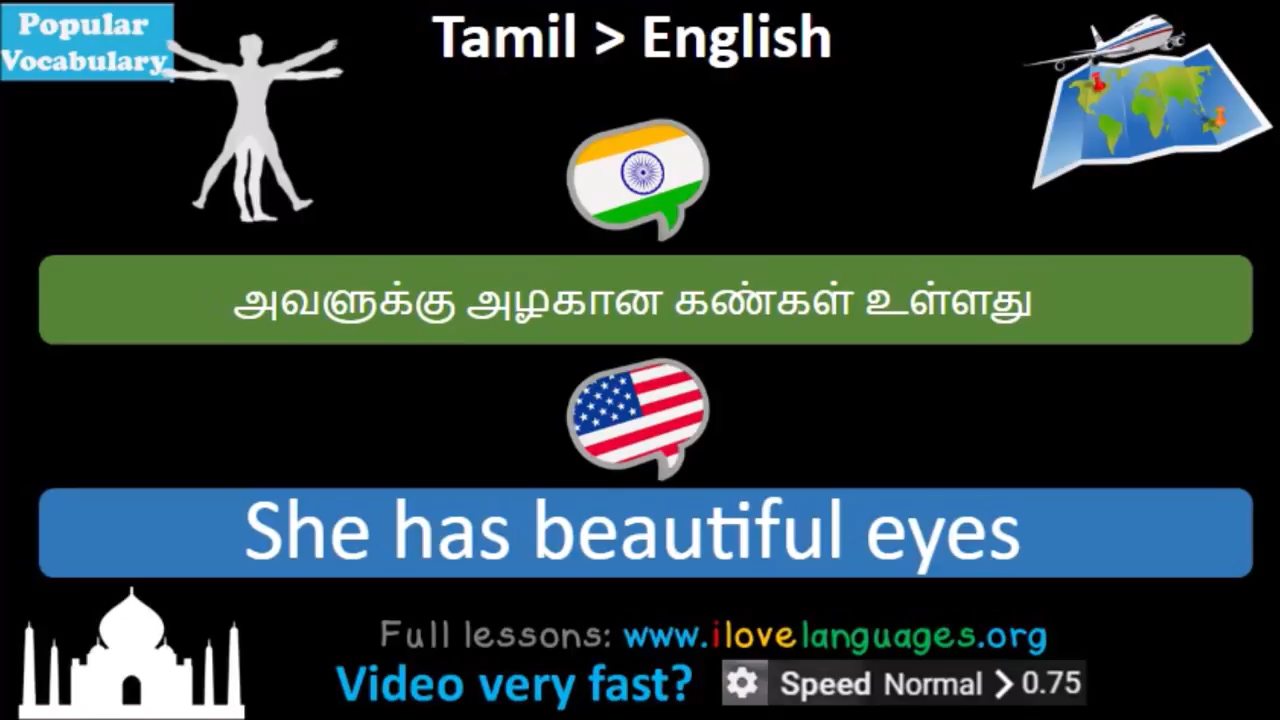 Popular
Vocabulary
Tamil > English
அவளுக்கு அழகான கண்கள் உள்ளது
She has beautiful eyes
Full lessons: www.ilovelanguages.org
Video very fast? Speed Normal > 0.75